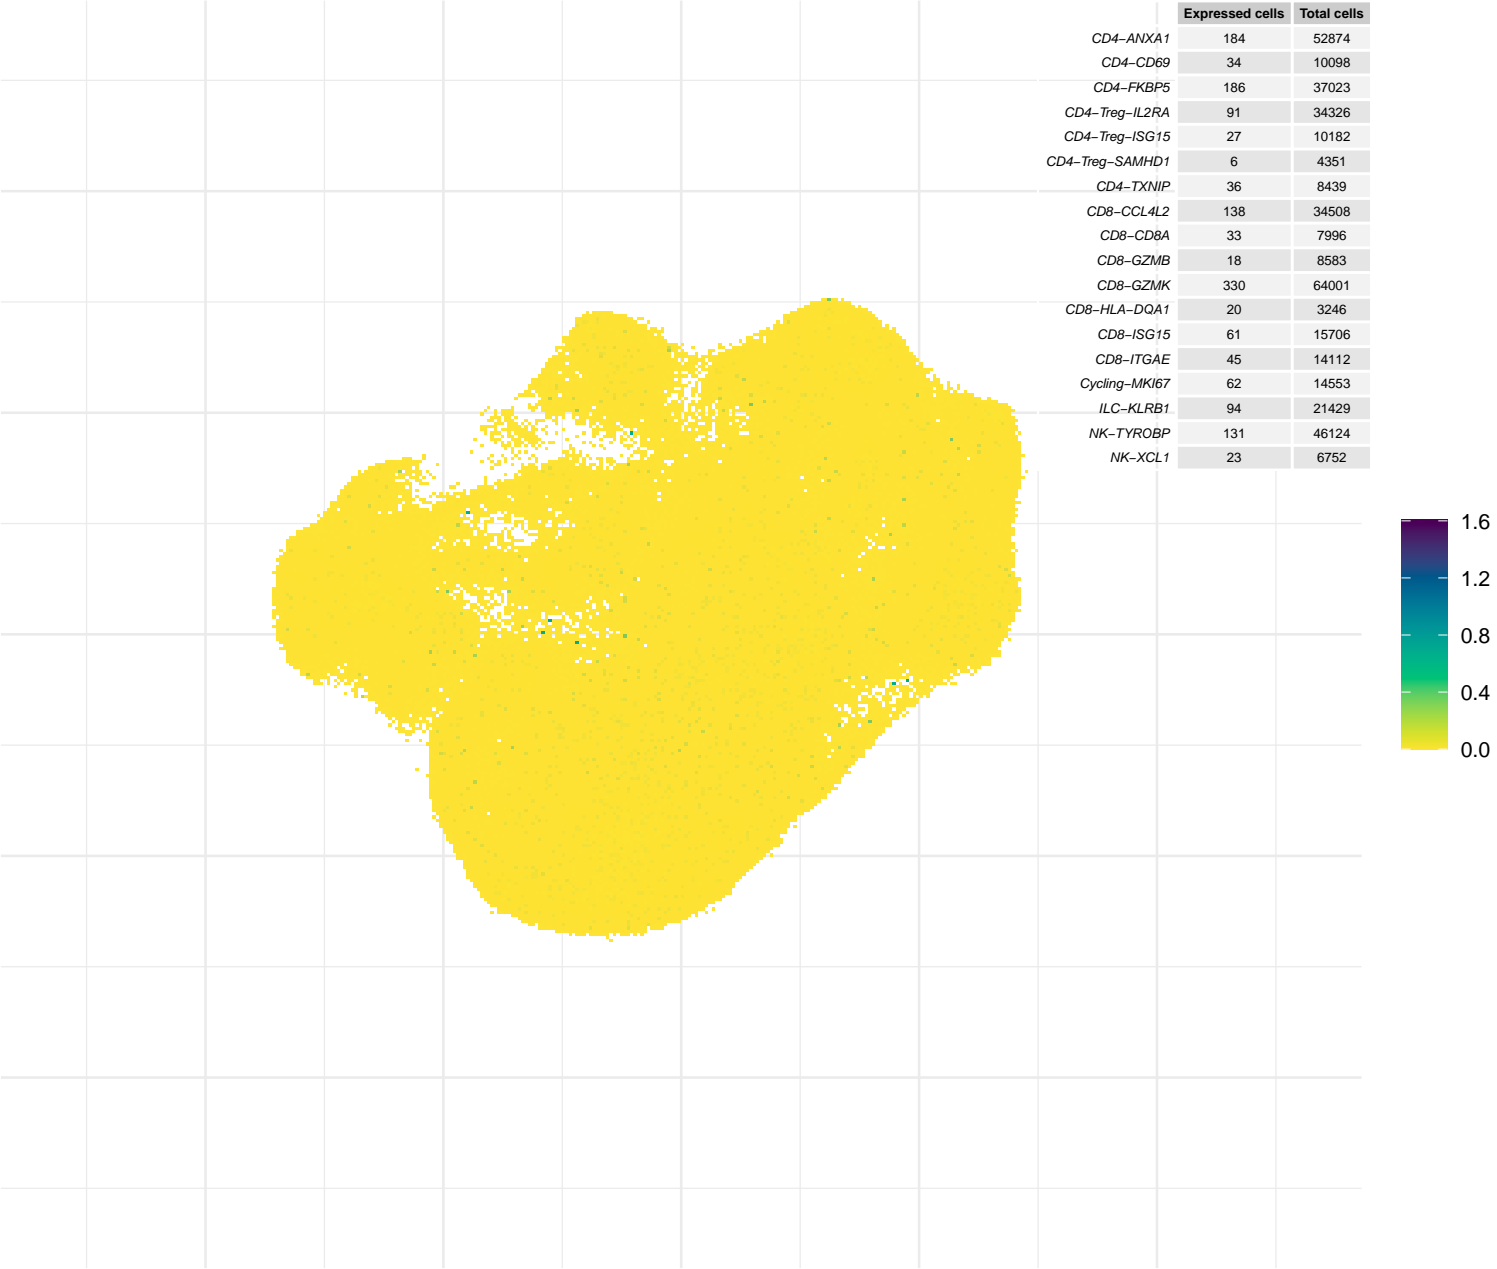 Expressed cells Total cells
CD4−ANXA1 184 52874
CD4−CD69 34 10098
CD4−FKBP5 186 37023
CD4−Treg−IL2RA 91 34326
CD4−Treg−ISG15 27 10182
CD4−Treg−SAMHD1 6 4351
CD4−TXNIP 36 8439
CD8−CCL4L2 138 34508
CD8−CD8A 33 7996
CD8−GZMB 18 8583
CD8−GZMK 330 64001
CD8−HLA−DQA1 20 3246
CD8−ISG15 61 15706
CD8−ITGAE 45 14112
Cycling−MKI67 62 14553
ILC−KLRB1 94 21429
NK−TYROBP 131 46124
NK−XCL1 23 6752
1.6
1.2
0.8
0.4
0.0